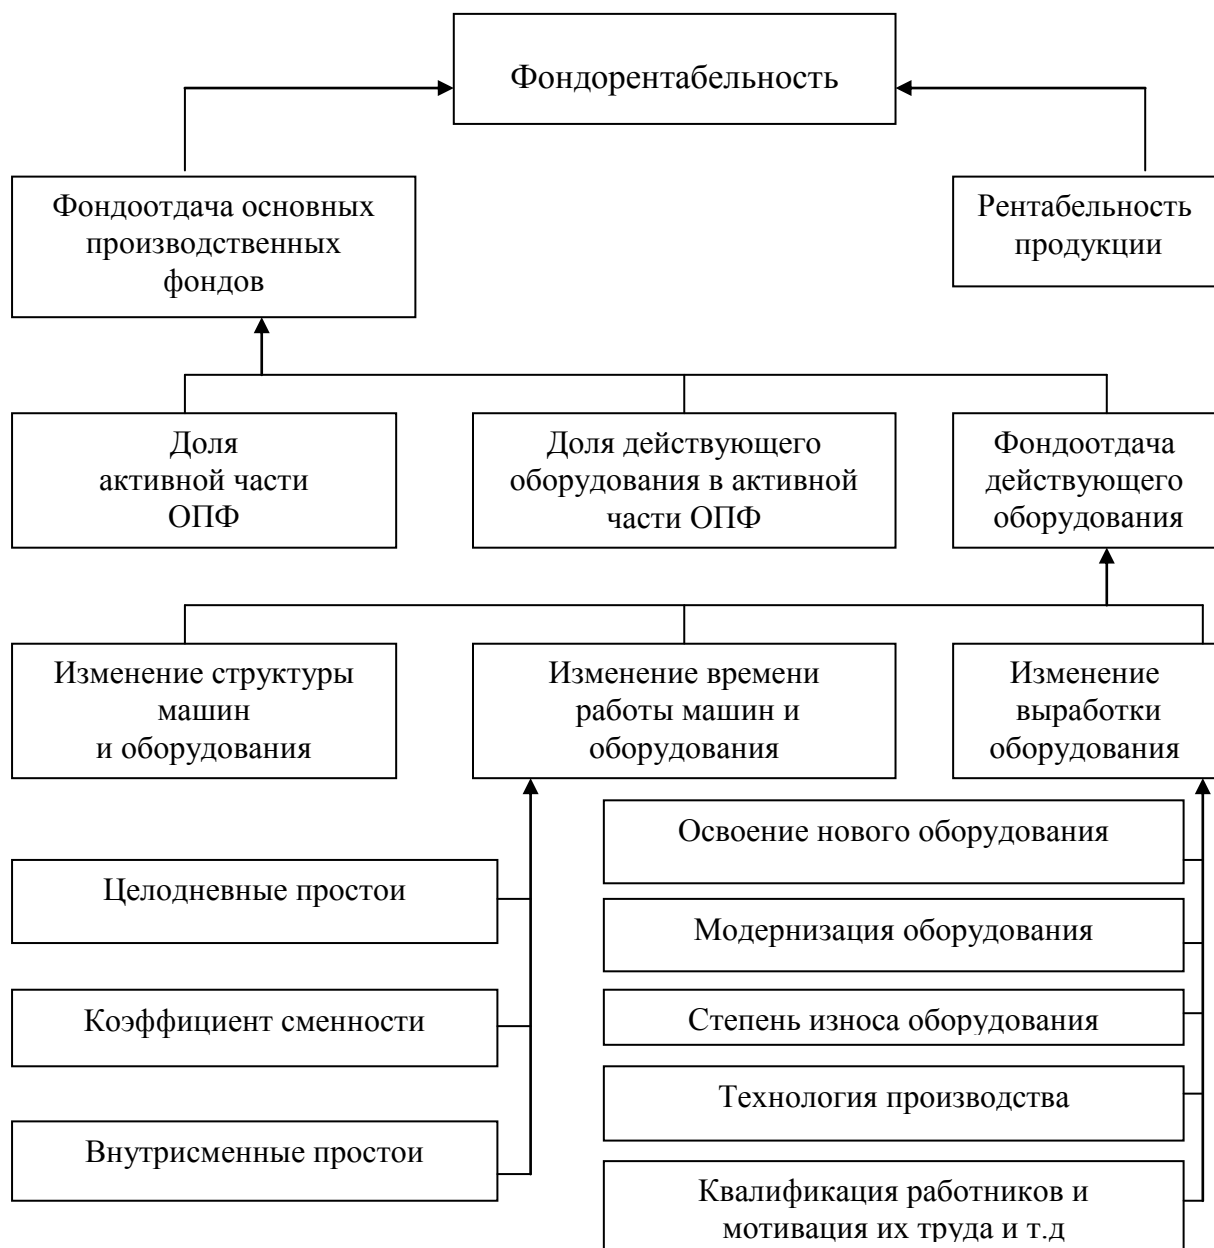 Фондорентабельность
Фондоотдача основных
производственных
фондов
Рентабельность
продукции
Доля
активной части
ОПФ
Доля действующего
оборудования в активной
части ОПФ
Фондоотдача
действующего
оборудования
Изменение структуры
машин
и оборудования
Изменение времени
работы машин и
оборудования
Изменение
выработки
оборудования
Целодневные простои
Коэффициент сменности
Внутрисменные простои
Освоение нового оборудования
Модернизация оборудования
Степень износа оборудования
Технология производства
Квалификация работников и
мотивация их труда и т.д